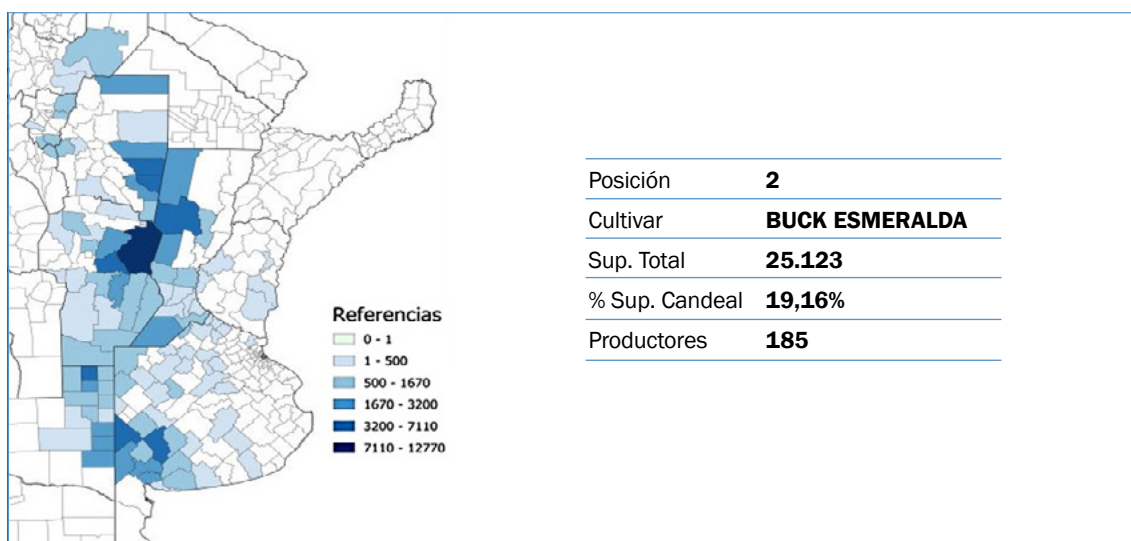 Referencias
0 - 1
1 - 500
500 - 1670
1670 - 3200
3200 - 7110
7110 - 12770
Posición 2
Cultivar BUCK ESMERALDA
Sup. Total 25.123
% Sup. Candeal 19,16%
Productores 185